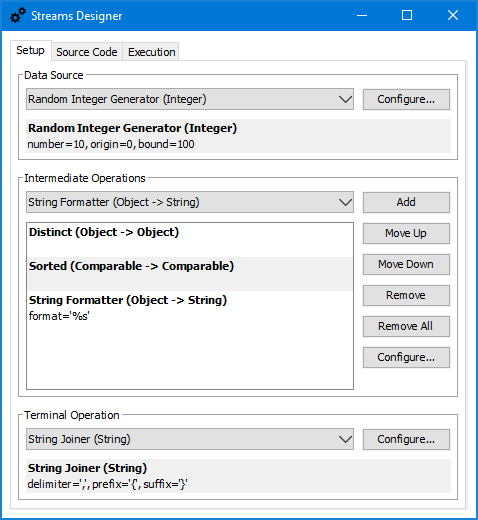 Streams Designer
Setup Source Code Execution
Data Source
Random Integer Generator (Integer) Configure...
Random Integer Generator (Integer)
number=10, origin=0, bound=100
Intermediate Operations
String Formatter (Object -> String) Add
Distinct (Object -> Object) Move Up
Sorted (Comparable -> Comparable) Move Down
String Formatter (Object -> String) Remove
format='%s' Remove All
Configure...
Terminal Operation
String Joiner (String) Configure...
String Joiner (String)
delimiter=',', prefix='{', suffix='}'